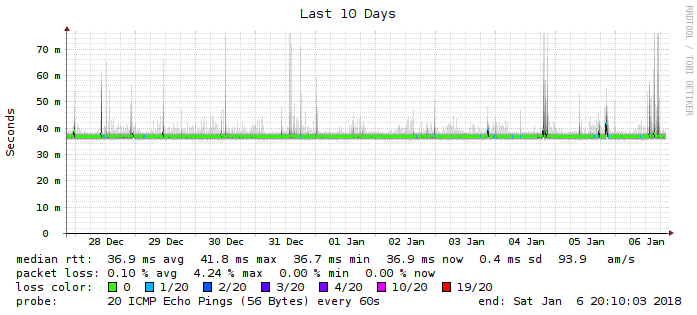 Last 10 Days
RRDTOOL / TOBI OETIKER
Seconds
70 m
60 m
50 m
40 m
30 m
20 m
10 m
0
28 Dec 29 Dec 30 Dec 31 Dec 01 Jan 02 Jan 03 Jan 04 Jan 05 Jan 06 Jan
median rtt: 36.9 ms avg 41.8 ms max 36.7 ms min 36.9 ms now 0.4 ms sd 93.9 am/s
packet loss: 0.10 % avg 4.24 % max 0.00 % min 0.00 % now
loss color: 0 1/20 2/20 3/20 4/20 10/20 19/20
probe: 20 ICMP Echo Pings (56 Bytes) every 60s end: Sat Jan 6 20:10:03 2018